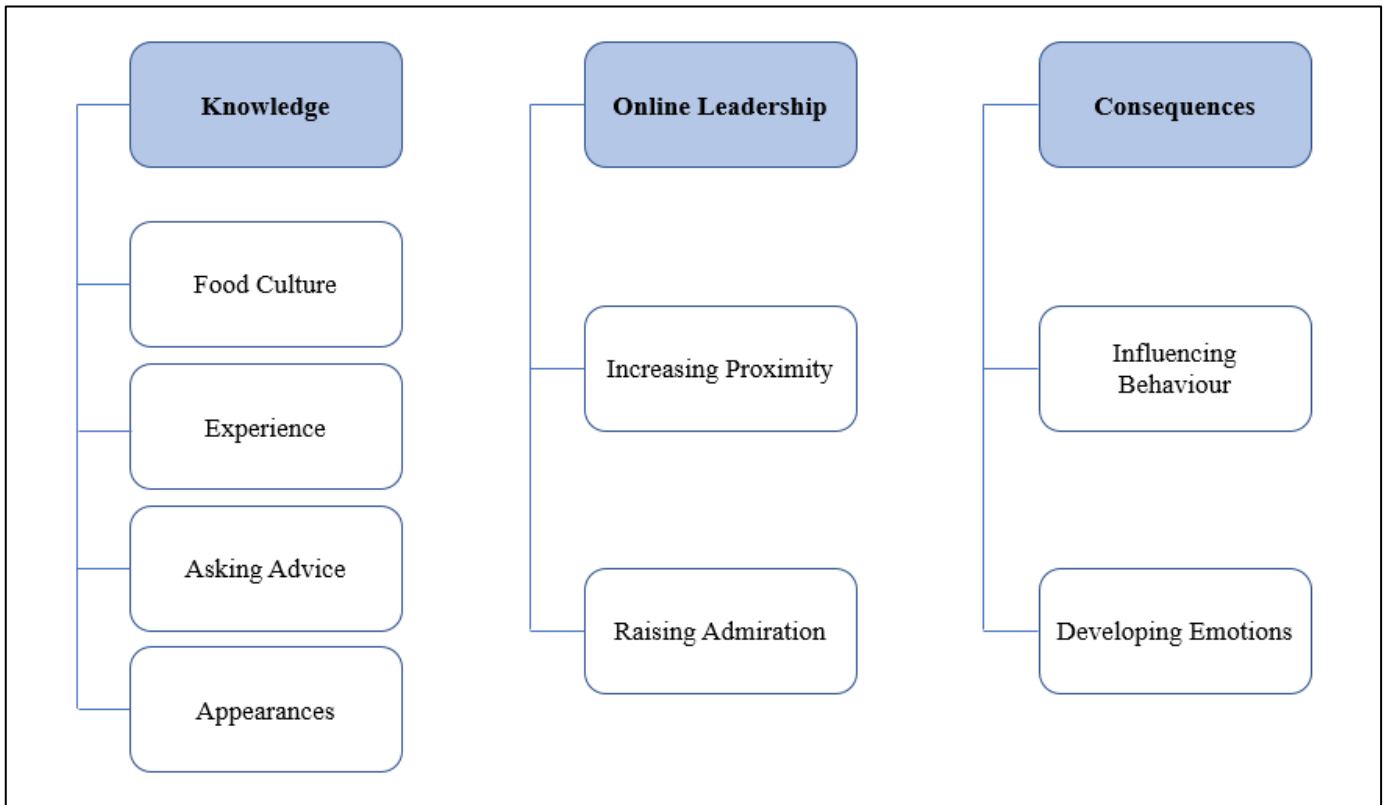 Knowledge
Food Culture
Experience
Asking Advice
Appearances
Online Leadership
Increasing Proximity
Raising Admiration
Consequences
Influencing
Behaviour
Developing Emotions